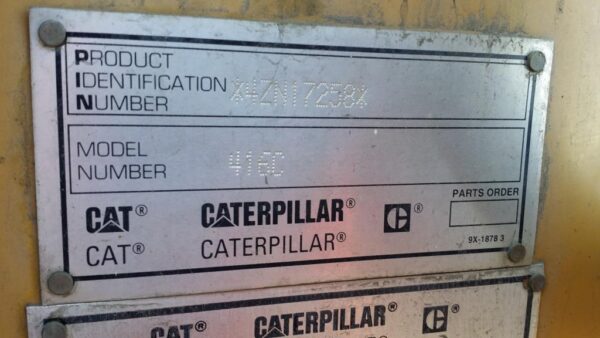 PRODUCT
IDENTIFICATION *4ZN17258*
NUMBER
MODEL
NUMBER 416C
PARTS ORDER
CAT® CATERPILLAR® C®
CAT® CATERPILLAR®
9X-1878 3
CAT® CATERPILLAR® C®